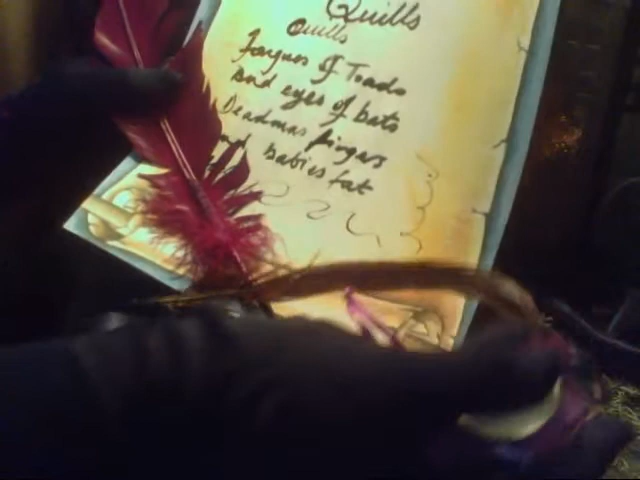 Quills
Quills
Tongues Of Toads
And eyes of bats
Deadmans fingers
And babies fat